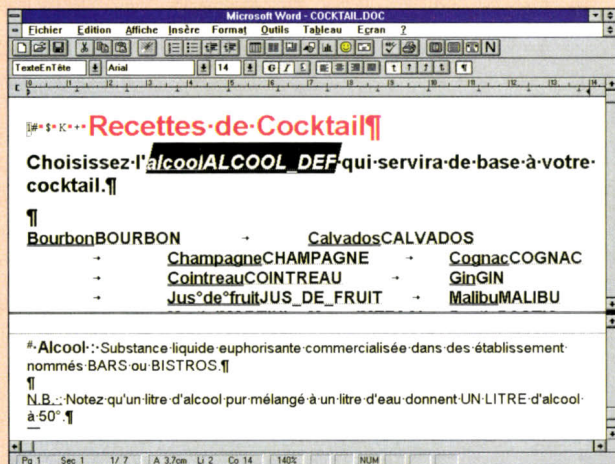 Microsoft Word - COCKTAIL.DOC
Fichier Edition Affiche Insère Format Outils Tableau Ecran ?
TexteEnTête Arial 14 G I S ¶
#·$·K·+·Recettes·de·Cocktail¶
Choisissez·l'alcoolALCOOL_DEF·qui·servira·de·base·à·votre·
cocktail.¶
¶
BourbonBOURBON → CalvadosCALVADOS
→ ChampagneCHAMPAGNE → CognacCOGNAC
→ CointreauCOINTREAU → GinGIN
→ Jus°de°fruitJUS_DE_FRUIT → MalibuMALIBU
#·Alcool·:·Substance·liquide·euphorisante·commercialisée·dans·des·établissement·
nommés·BARS·ou·BISTROS.¶
¶
N.B.·:·Notez·qu'un·litre·d'alcool·pur·mélangé·à·un·litre·d'eau·donnent·UN·LITRE·d'alcool·
à·50°.¶
Pg 1 Sec 1 1/ 7 A 3,7cm Li 2 Co 14 140% NUM